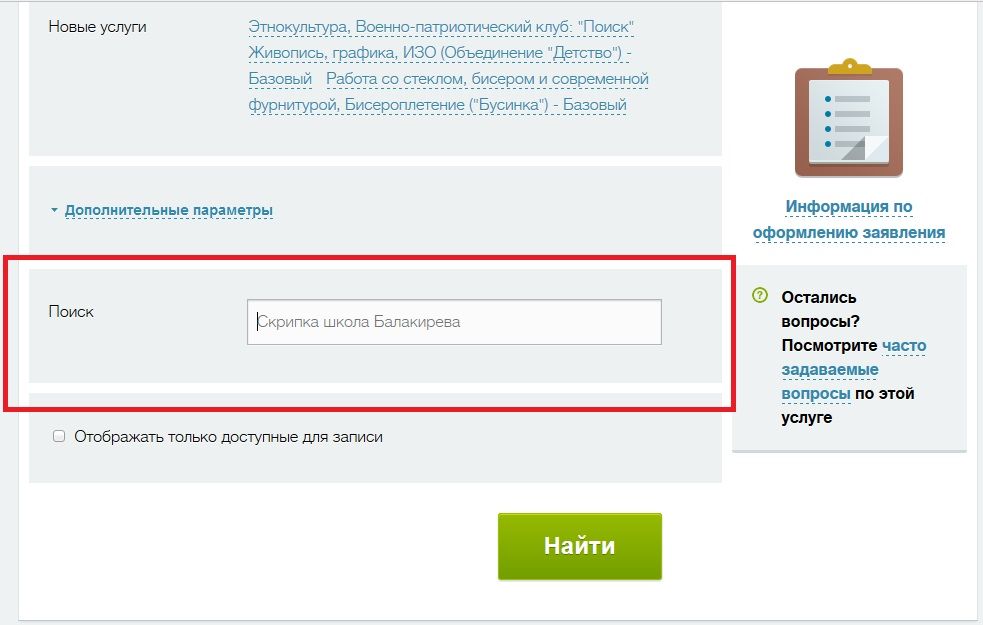 Новые услуги
Этнокультура, Военно-патриотический клуб: "Поиск"
Живопись, графика, ИЗО (Объединение "Детство") -
Базовый Работа со стеклом, бисером и современной
фурнитурой, Бисероплетение ("Бусинка") - Базовый
Дополнительные параметры
Поиск
Скрипка школа Балакирева
Отображать только доступные для записи
Найти
Информация по
оформлению заявления
? Остались
вопросы?
Посмотрите часто
задаваемые
вопросы по этой
услуге